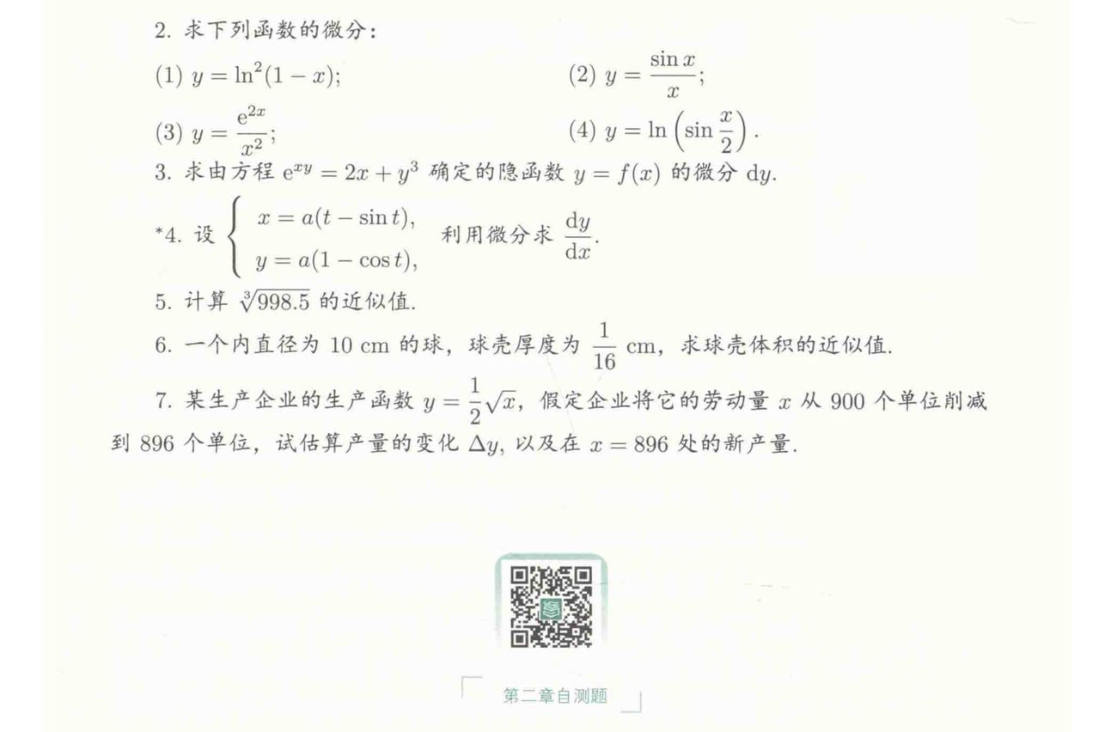 2. 求下列函数的微分:
(1) y = ln²(1 − x);  (2) y = \frac{sin x}{x};
(3) y = \frac{e^{2x}}{x²};  (4) y = ln(sin \frac{x}{2}).
3. 求由方程 e^{xy} = 2x + y³ 确定的隐函数 y = f(x) 的微分 dy.
*4. 设 { x = a(t − sin t), y = a(1 − cos t), 利用微分求 \frac{dy}{dx}.
5. 计算 ∛998.5 的近似值.
6. 一个内直径为 10 cm 的球, 球壳厚度为 \frac{1}{16} cm, 求球壳体积的近似值.
7. 某生产企业的生产函数 y = \frac{1}{2}√x, 假定企业将它的劳动量 x 从 900 个单位削减
到 896 个单位, 试估算产量的变化 Δy, 以及在 x = 896 处的新产量.
第二章自测题